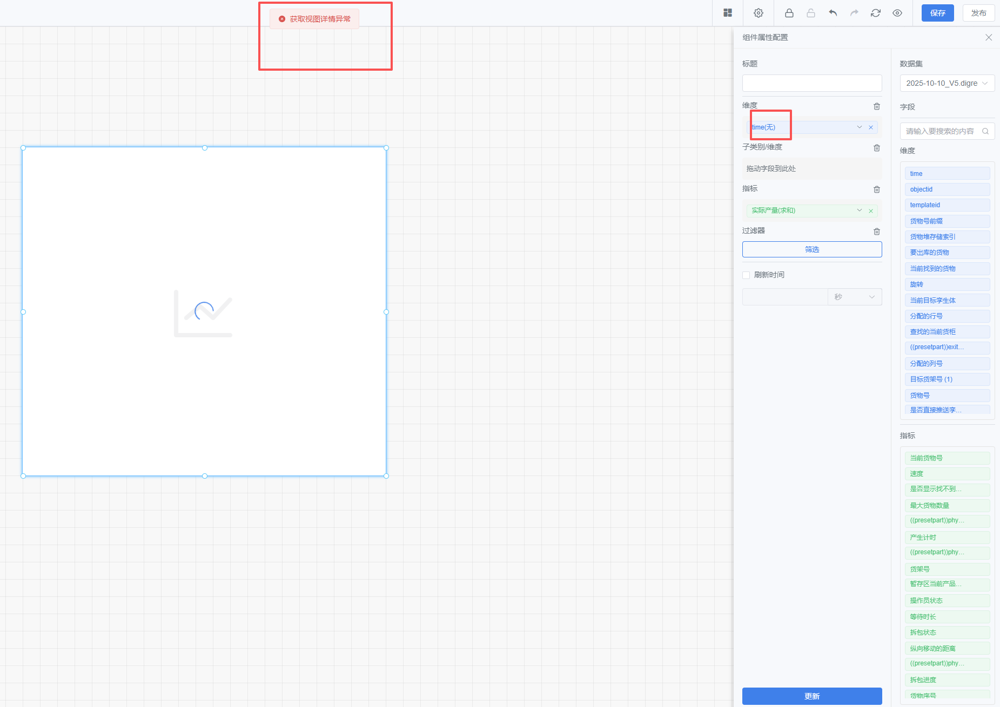 获取视图详情异常
保存
发布
组件属性配置
标题
维度
time(无)
子类别/维度
拖动字段到此处
指标
实际产量(求和)
过滤器
筛选
刷新时间
秒
更新
数据集
2025-10-10_V5.digre
字段
请输入要搜索的内容
维度
time
objectid
templateid
货物号前缀
货物堆存储索引
要出库的货物
当前找到的货物
旋转
当前目标孪生体
分配的行号
查找的当前货柜
((presetpart))exit...
分配的列号
目标货架号 (1)
货物号
是否直接推送孪...
指标
当前货物号
速度
是否显示找不到...
最大货物数量
((presetpart))phy...
产生计时
((presetpart))phy...
货架号
暂存区当前产品...
操作员状态
等待时长
拆包状态
纵向移动的距离
((presetpart))phy...
拆包进度
货物序号